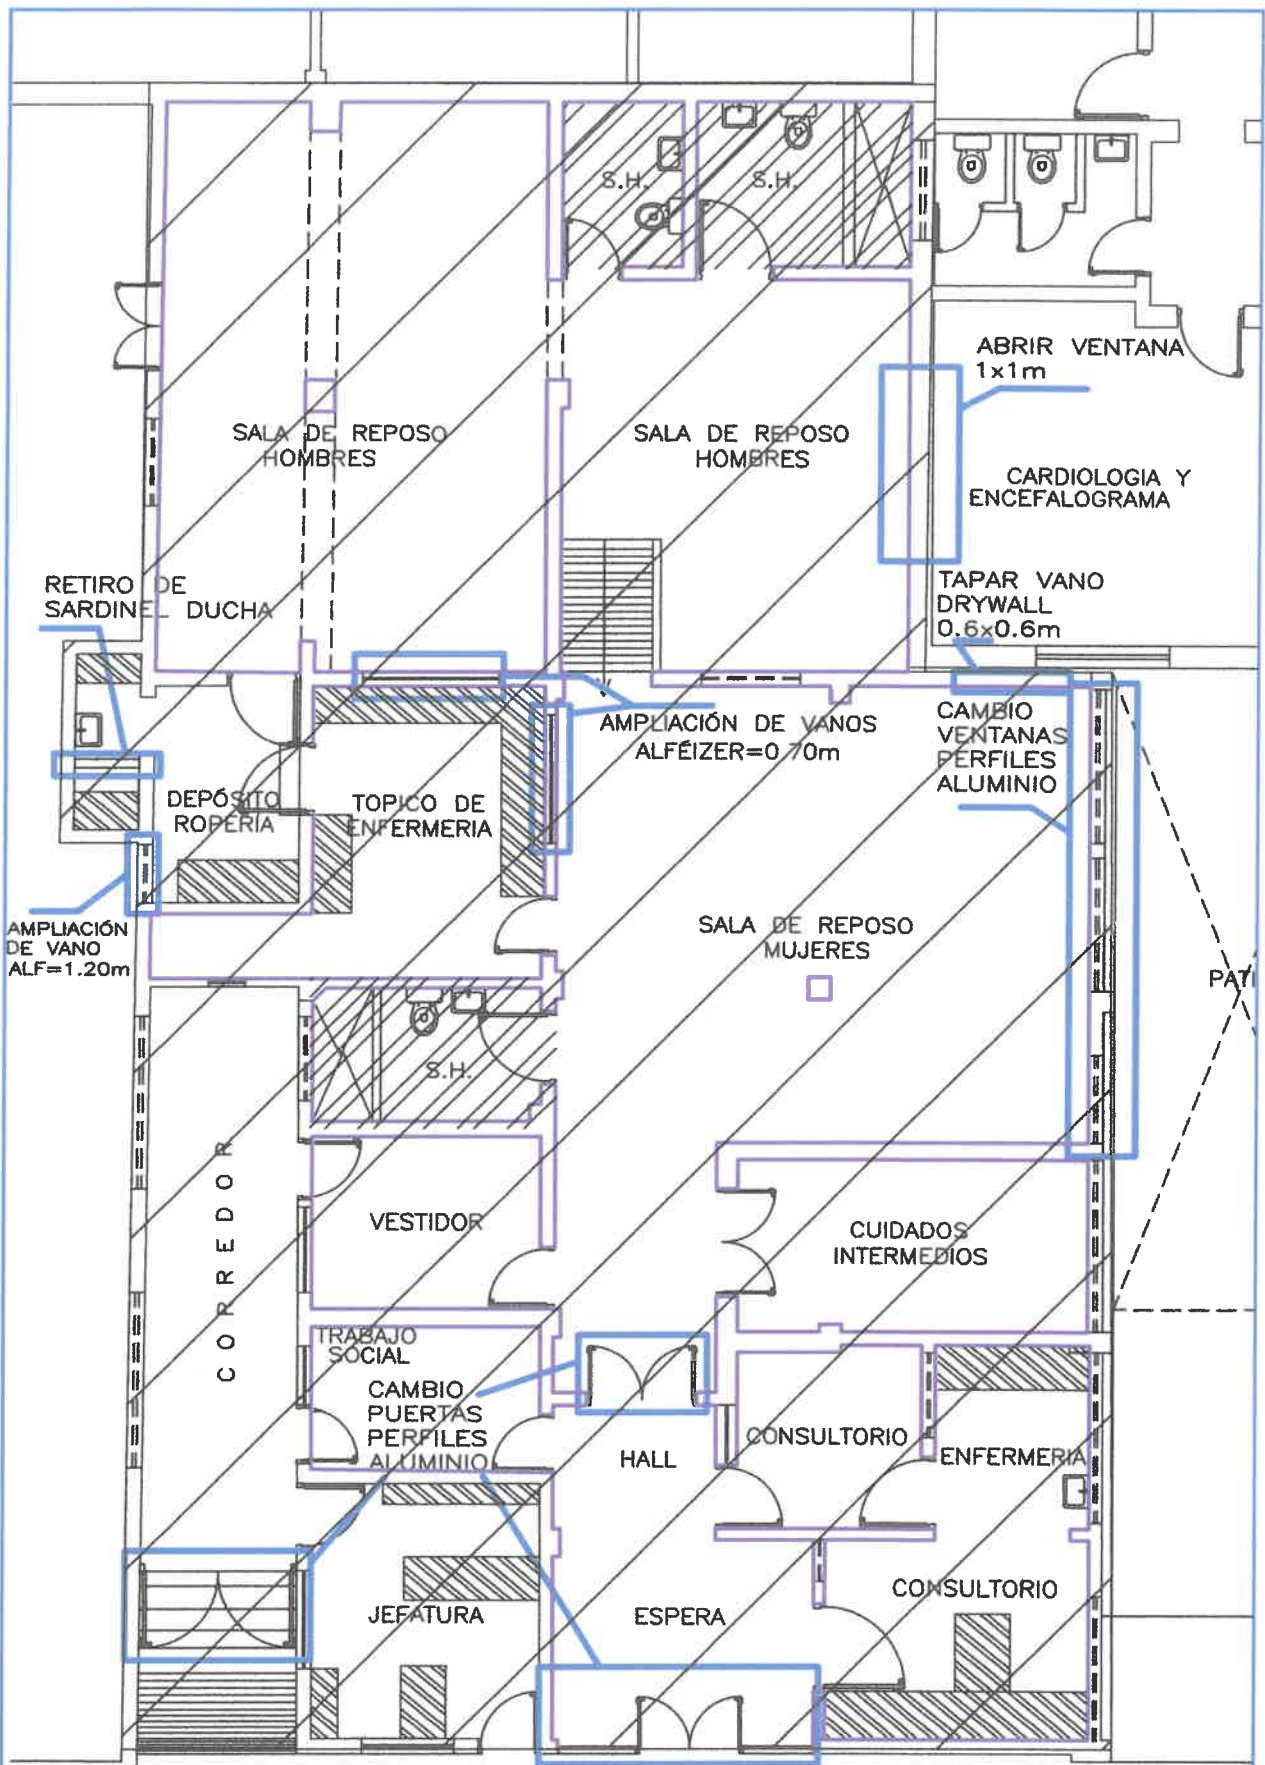 S.H.
S.H.
ABRIR VENTANA
1x1m
SALA DE REPOSO
HOMBRES
SALA DE REPOSO
HOMBRES
CARDIOLOGIA Y
ENCEFALOGRAMA
RETIRO DE
SARDINEL DUCHA
TAPAR VANO
DRYWALL
0.6x0.6m
AMPLIACIÓN DE VANOS
ALFÉIZER=0.70m
CAMBIO
VENTANAS
PERFILES
ALUMINIO
DEPÓSITO
ROPERIA
TOPICO DE
ENFERMERIA
AMPLIACIÓN
DE VANO
ALF=1.20m
SALA DE REPOSO
MUJERES
PATI
S.H.
CORREDOR
VESTIDOR
CUIDADOS
INTERMEDIOS
TRABAJO
SOCIAL
CAMBIO
PUERTAS
PERFILES
ALUMINIO
HALL
CONSULTORIO
ENFERMERIA
JEFATURA
ESPERA
CONSULTORIO